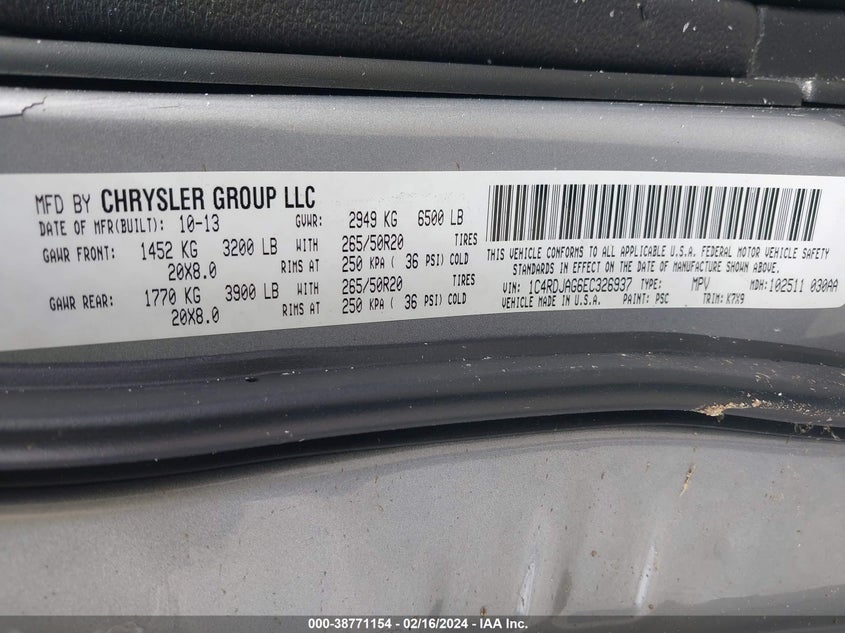 MFD BY CHRYSLER GROUP LLC
DATE OF MFR(BUILT): 10-13 GVWR: 2949 KG 6500 LB
GAWR FRONT: 1452 KG 3200 LB WITH 265/50R20 TIRES
20X8.0 RIMS AT 250 KPA ( 36 PSI) COLD
GAWR REAR: 1770 KG 3900 LB WITH 265/50R20 TIRES
20X8.0 RIMS AT 250 KPA ( 36 PSI) COLD
THIS VEHICLE CONFORMS TO ALL APPLICABLE U.S.A. FEDERAL MOTOR VEHICLE SAFETY
STANDARDS IN EFFECT ON THE DATE OF MANUFACTURE SHOWN ABOVE.
VIN: 1C4RDJAG6EC326937 TYPE: MPV MDH: 102511 030AA
VEHICLE MADE IN U.S.A. PAINT: PSC TRIM: K7X9
000-38771154 - 02/16/2024 - IAA Inc.